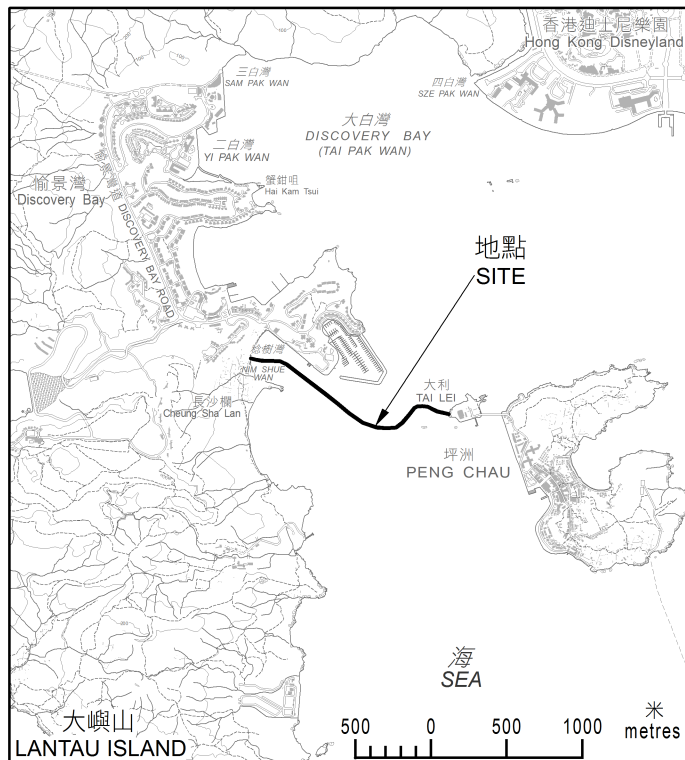 香港迪士尼樂園
Hong Kong Disneyland
三白灣
SAM PAK WAN
四白灣
SZE PAK WAN
大白灣
DISCOVERY BAY
(TAI PAK WAN)
二白灣
YI PAK WAN
蟹鉗咀
Hai Kam Tsui
愉景灣
Discovery Bay
愉景灣道 DISCOVERY BAY ROAD
地點
SITE
稔樹灣
NIM SHUE
WAN
大利
TAI LEI
長沙欄
Cheung Sha Lan
坪洲
PENG CHAU
海
SEA
大嶼山
LANTAU ISLAND
500 0 500 1000
米
metres